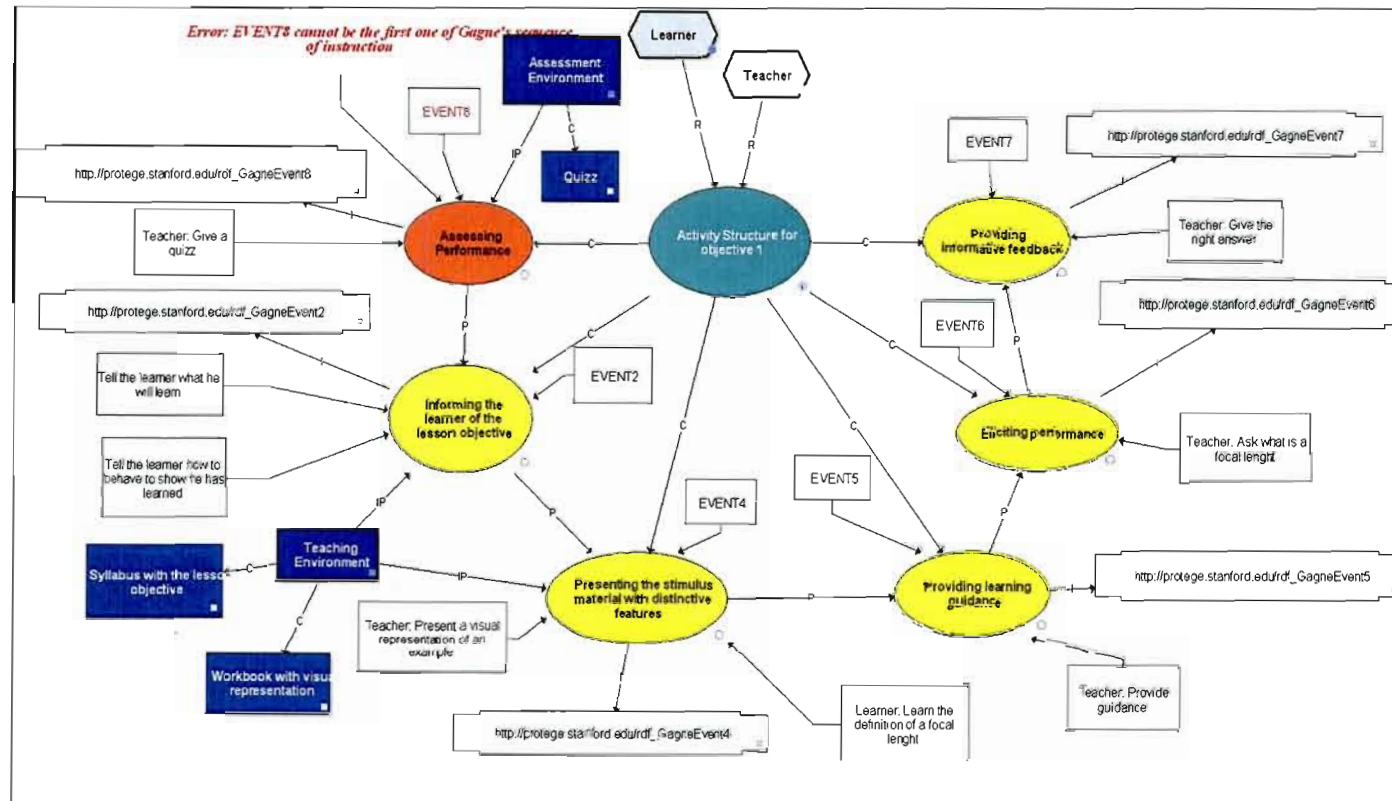 Error: EVENT8 cannot be the first one of Gagne's sequence
of instruction
Learner
Teacher
Assessment
Environment
EVENT8
EVENT7
http://protege.stanford.edu/rdf_GagneEvent7
R
R
IP
C
Quizz
http://protege.stanford.edu/rdf_GagneEvent8
I
I
Teacher: Give a
quizz
Assessing
Performance
C
Activity Structure for
objective 1
C
Providing
informative feedback
Teacher: Give the
right answer
http://protege.stanford.edu/rdf_GagneEvent2
P
C
EVENT6
P
http://protege.stanford.edu/rdf_GagneEvent6
C
I
I
Tell the learner what he
will learn
EVENT2
Informing the
learner of the
lesson objective
C
C
Eliciting performance
Teacher. Ask what is a
focal lenght
Tell the learner how to
behave to show he has
learned
IP
P
EVENT4
EVENT5
P
Teaching
Environment
C
Syllabus with the lesson
objective
IP
Presenting the stimulus
material with distinctive
features
P
Providing learning
guidance
I
http://protege.stanford.edu/rdf_GagneEvent5
C
Teacher. Present a visual
representation of an
example
Workbook with visual
representation
I
Learner. Learn the
definition of a focal
lenght
Teacher. Provide
guidance
http://protege.stanford.edu/rdf_GagneEvent4